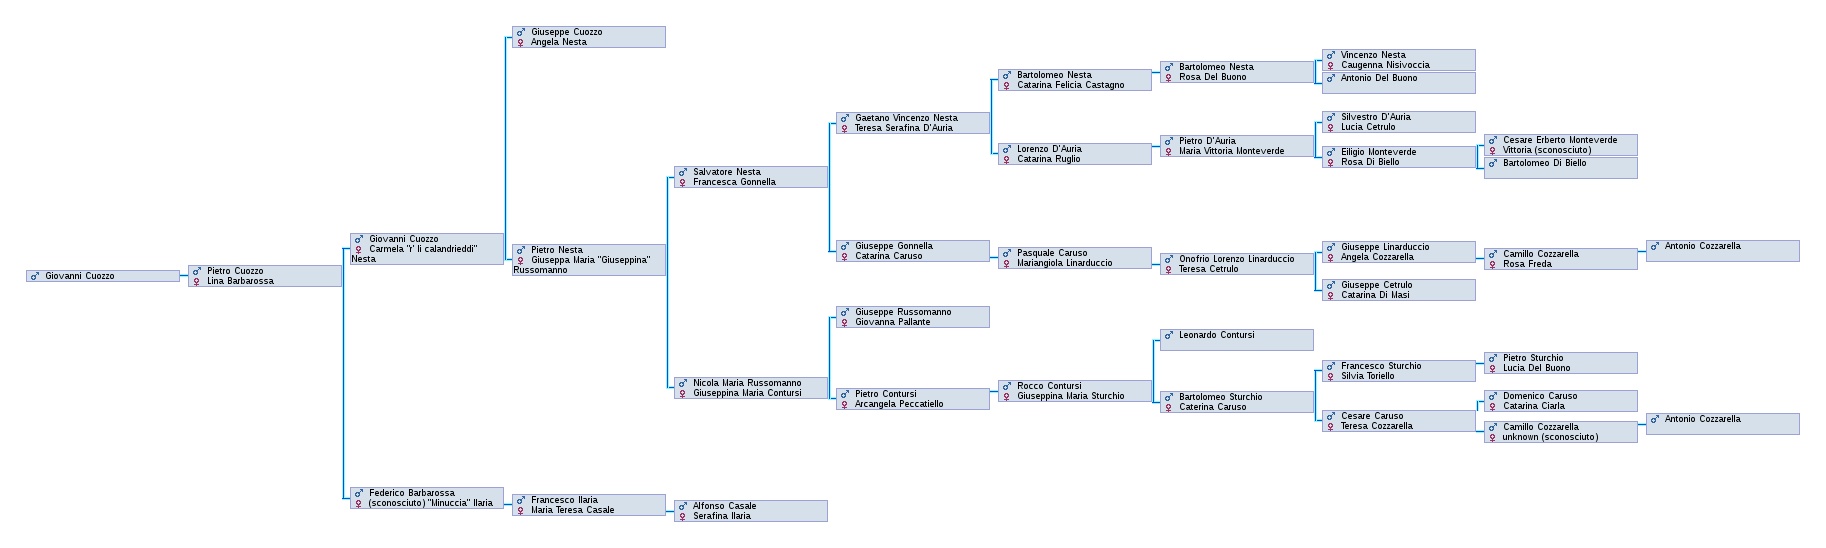 Giovanni Cuozzo
Pietro Cuozzo
Lina Barbarossa
Giovanni Cuozzo
Carmela "r' li calandrieddi"
Nesta
Federico Barbarossa
(sconosciuto) "Minuccia" Ilaria
Giuseppe Cuozzo
Angela Nesta
Pietro Nesta
Giuseppa Maria "Giuseppina"
Russomanno
Francesco Ilaria
Maria Teresa Casale
Salvatore Nesta
Francesca Gonnella
Nicola Maria Russomanno
Giuseppina Maria Contursi
Alfonso Casale
Serafina Ilaria
Gaetano Vincenzo Nesta
Teresa Serafina D'Auria
Giuseppe Gonnella
Catarina Caruso
Giuseppe Russomanno
Giovanna Pallante
Pietro Contursi
Arcangela Peccatiello
Bartolomeo Nesta
Catarina Felicia Castagno
Lorenzo D'Auria
Catarina Ruglio
Pasquale Caruso
Mariangiola Linarduccio
Rocco Contursi
Giuseppina Maria Sturchio
Bartolomeo Nesta
Rosa Del Buono
Pietro D'Auria
Maria Vittoria Monteverde
Onofrio Lorenzo Linarduccio
Teresa Cetrulo
Leonardo Contursi
Bartolomeo Sturchio
Caterina Caruso
Vincenzo Nesta
Caugenna Nisivoccia
Antonio Del Buono
Silvestro D'Auria
Lucia Cetrulo
Eiligio Monteverde
Rosa Di Biello
Giuseppe Linarduccio
Angela Cozzarella
Giuseppe Cetrulo
Catarina Di Masi
Francesco Sturchio
Silvia Toriello
Cesare Caruso
Teresa Cozzarella
Cesare Erberto Monteverde
Vittoria (sconosciuto)
Bartolomeo Di Biello
Camillo Cozzarella
Rosa Freda
Pietro Sturchio
Lucia Del Buono
Domenico Caruso
Catarina Ciarla
Camillo Cozzarella
unknown (sconosciuto)
Antonio Cozzarella
Antonio Cozzarella